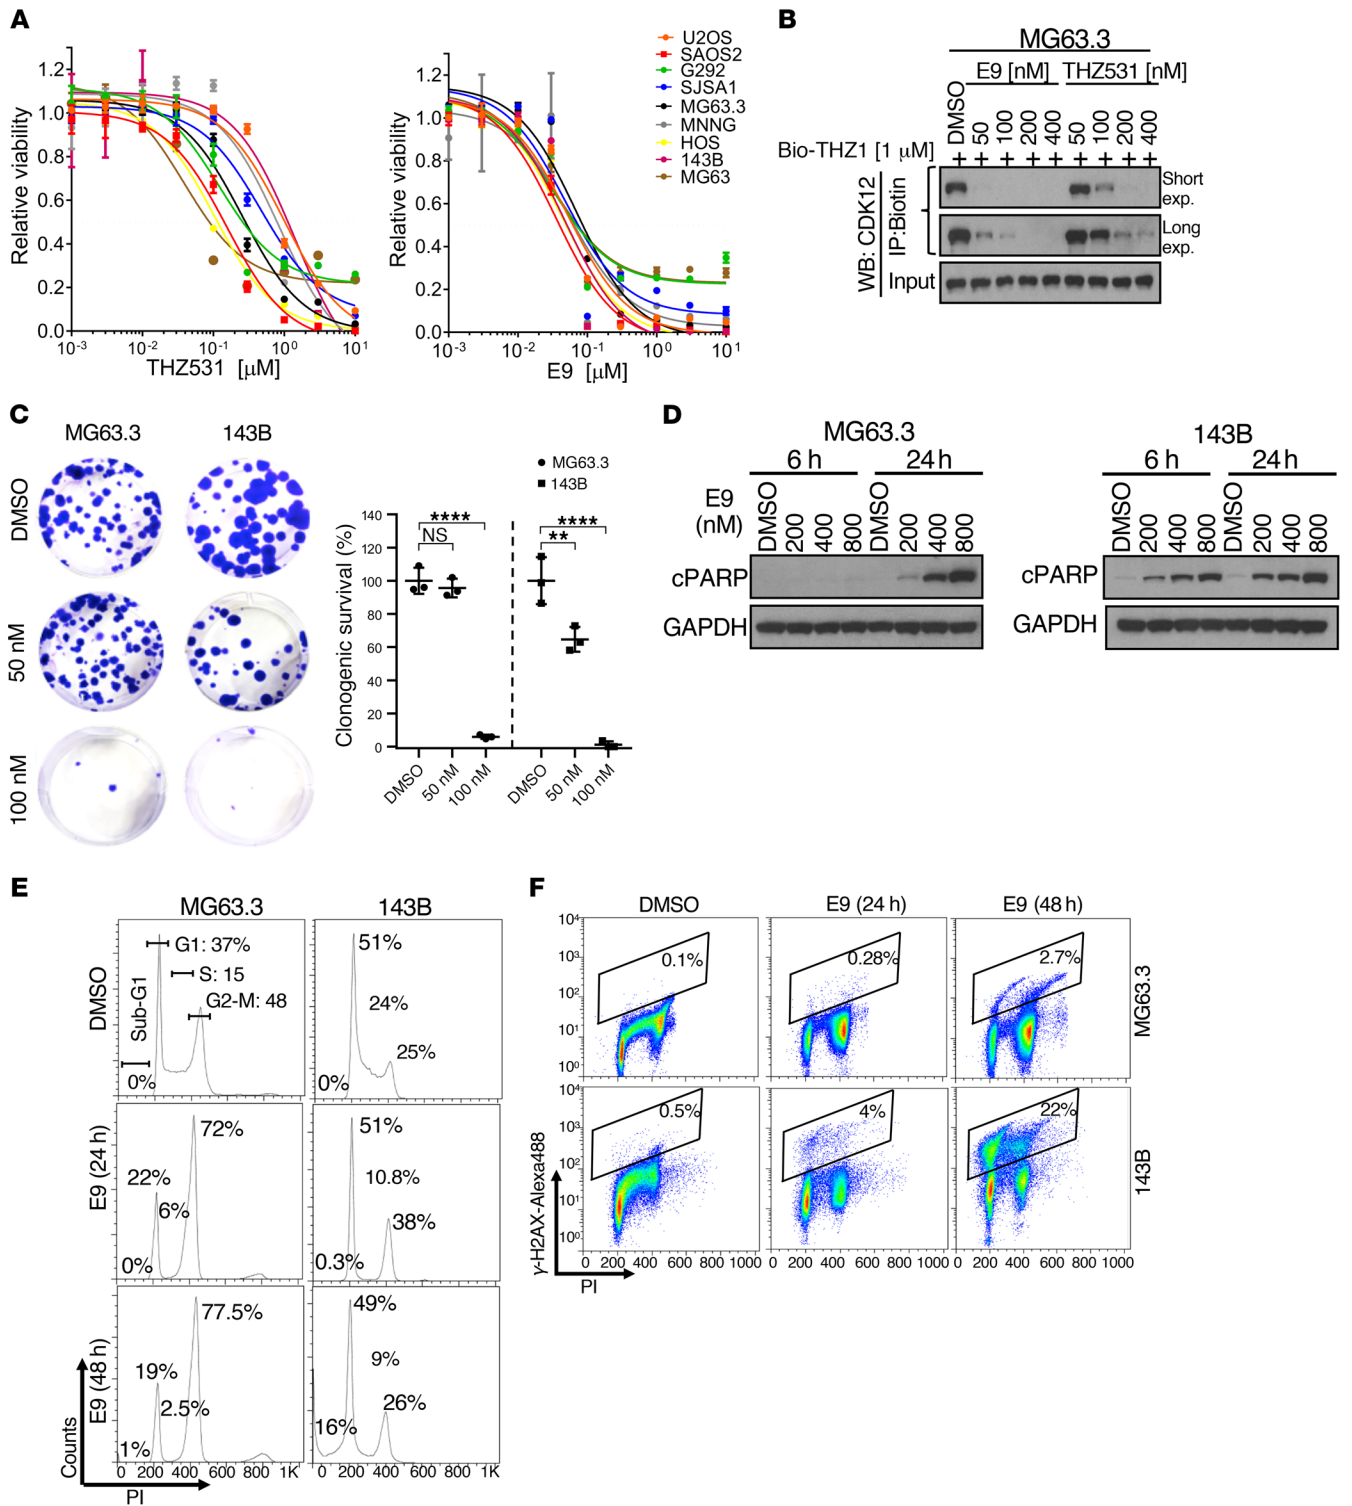 A
Relative viability
1.2
1.0
0.8
0.6
0.4
0.2
0.0
10-3 10-2 10-1 100 101
THZ531 [μM]
Relative viability
1.2
1.0
0.8
0.6
0.4
0.2
0.0
10-3 10-2 10-1 100 101
E9 [μM]
U2OS
SAOS2
G292
SJSA1
MG63.3
MNNG
HOS
143B
MG63
B
MG63.3
E9 [nM] THZ531 [nM]
DMSO 50 100 200 400 50 100 200 400
Bio-THZ1 [1 μM] + + + + + + + + +
WB: CDK12
IP:Biotin
Short exp.
Long exp.
Input
C
MG63.3 143B
DMSO
50 nM
100 nM
MG63.3
143B
Clonogenic survival (%)
140
120
100
80
60
40
20
0
**** NS
**** **
DMSO 50 nM 100 nM DMSO 50 nM 100 nM
D
MG63.3
6 h 24 h
E9 (nM)
DMSO 200 400 800 DMSO 200 400 800
cPARP
GAPDH
143B
6 h 24 h
DMSO 200 400 800 DMSO 200 400 800
cPARP
GAPDH
E
MG63.3 143B
DMSO
Sub-G1
G1: 37%
S: 15
G2-M: 48
0%
51%
24%
25%
0%
E9 (24 h)
72%
22%
6%
0%
51%
10.8%
38%
0.3%
E9 (48 h)
77.5%
19%
2.5%
1%
49%
9%
26%
16%
Counts
0 200 400 600 800 1K
0 200 400 600 800 1K
PI
F
DMSO E9 (24 h) E9 (48 h)
104
103
102
101
100
0.1%
0.28%
2.7%
MG63.3
104
103
102
101
100
0.5%
4%
22%
143B
γ-H2AX-Alexa488
0 200 400 600 800 1000
0 200 400 600 800 1000
0 200 400 600 800 1000
PI